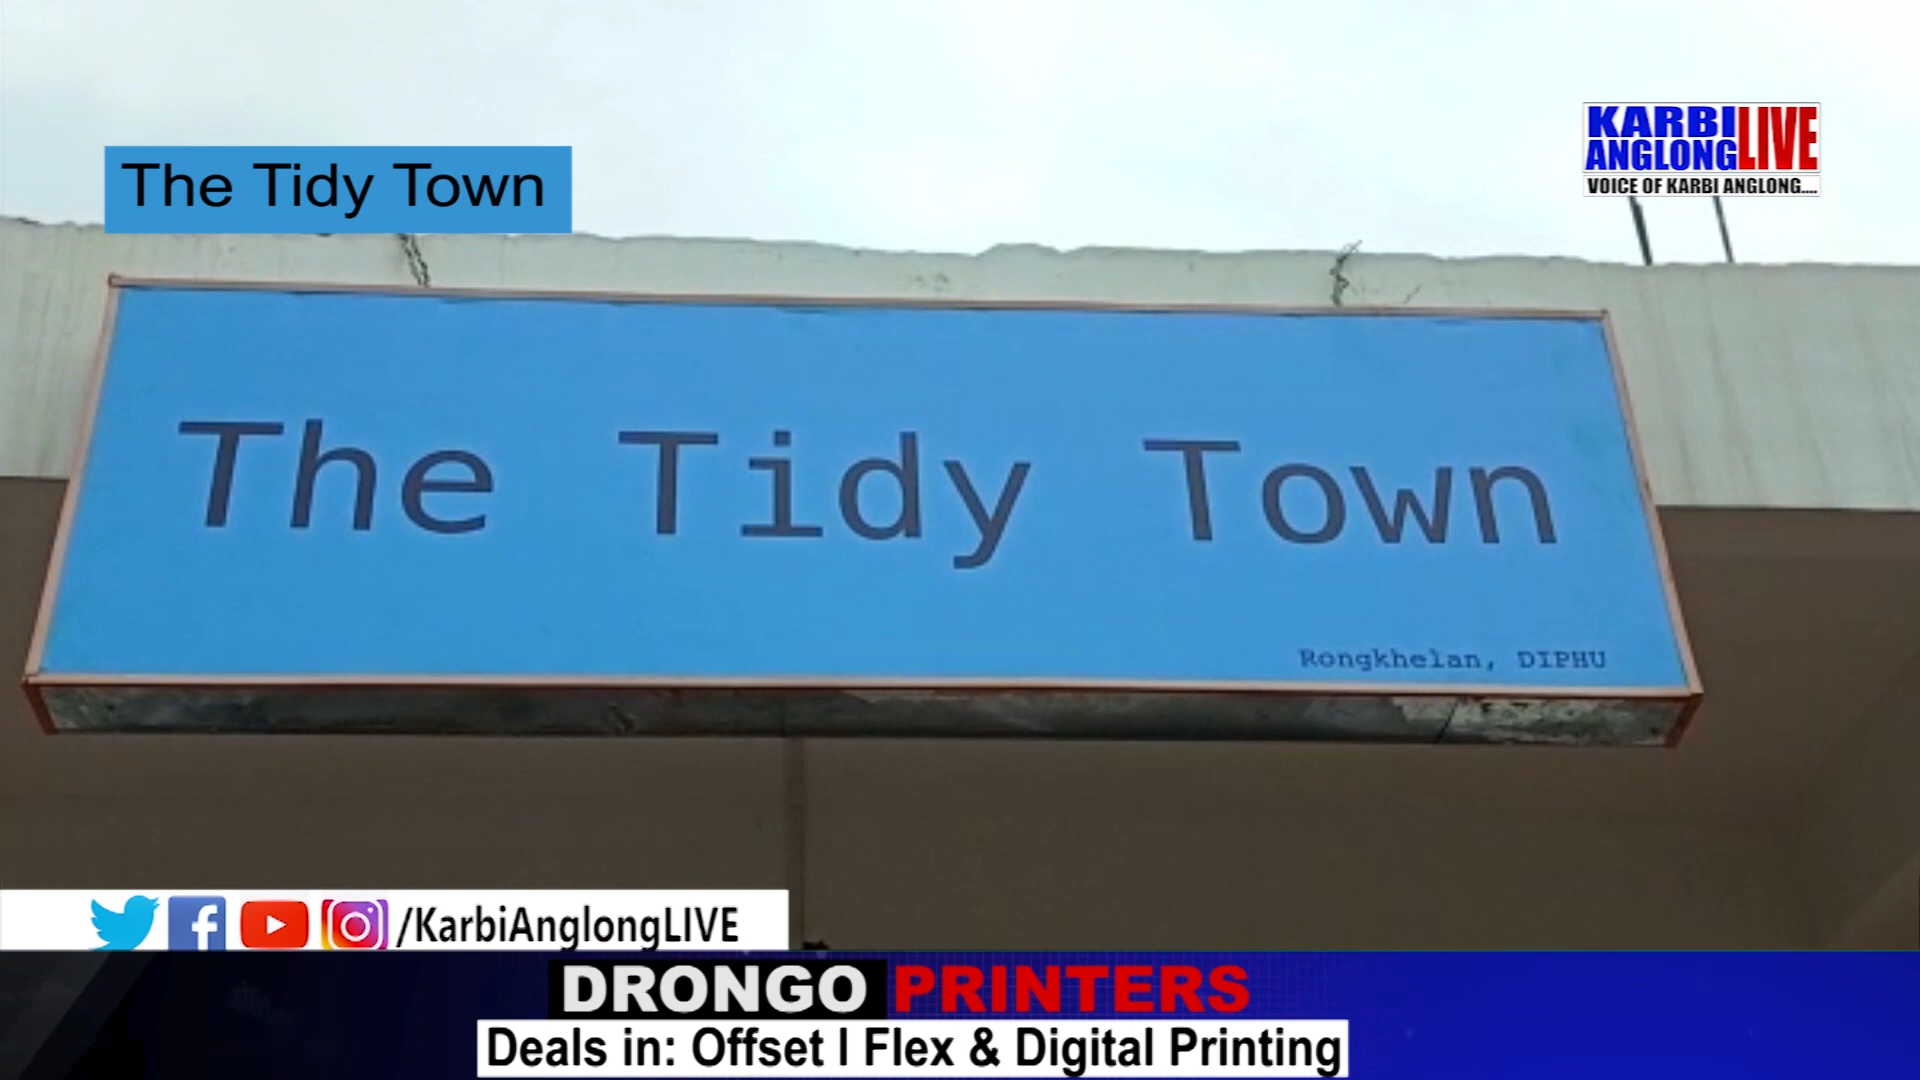 The Tidy Town
KARBI ANGLONG LIVE
VOICE OF KARBI ANGLONG....
The Tidy Town
Rongkhelan, DIPHU
/KarbiAnglongLIVE
DRONGO PRINTERS
Deals in: Offset I Flex & Digital Printing